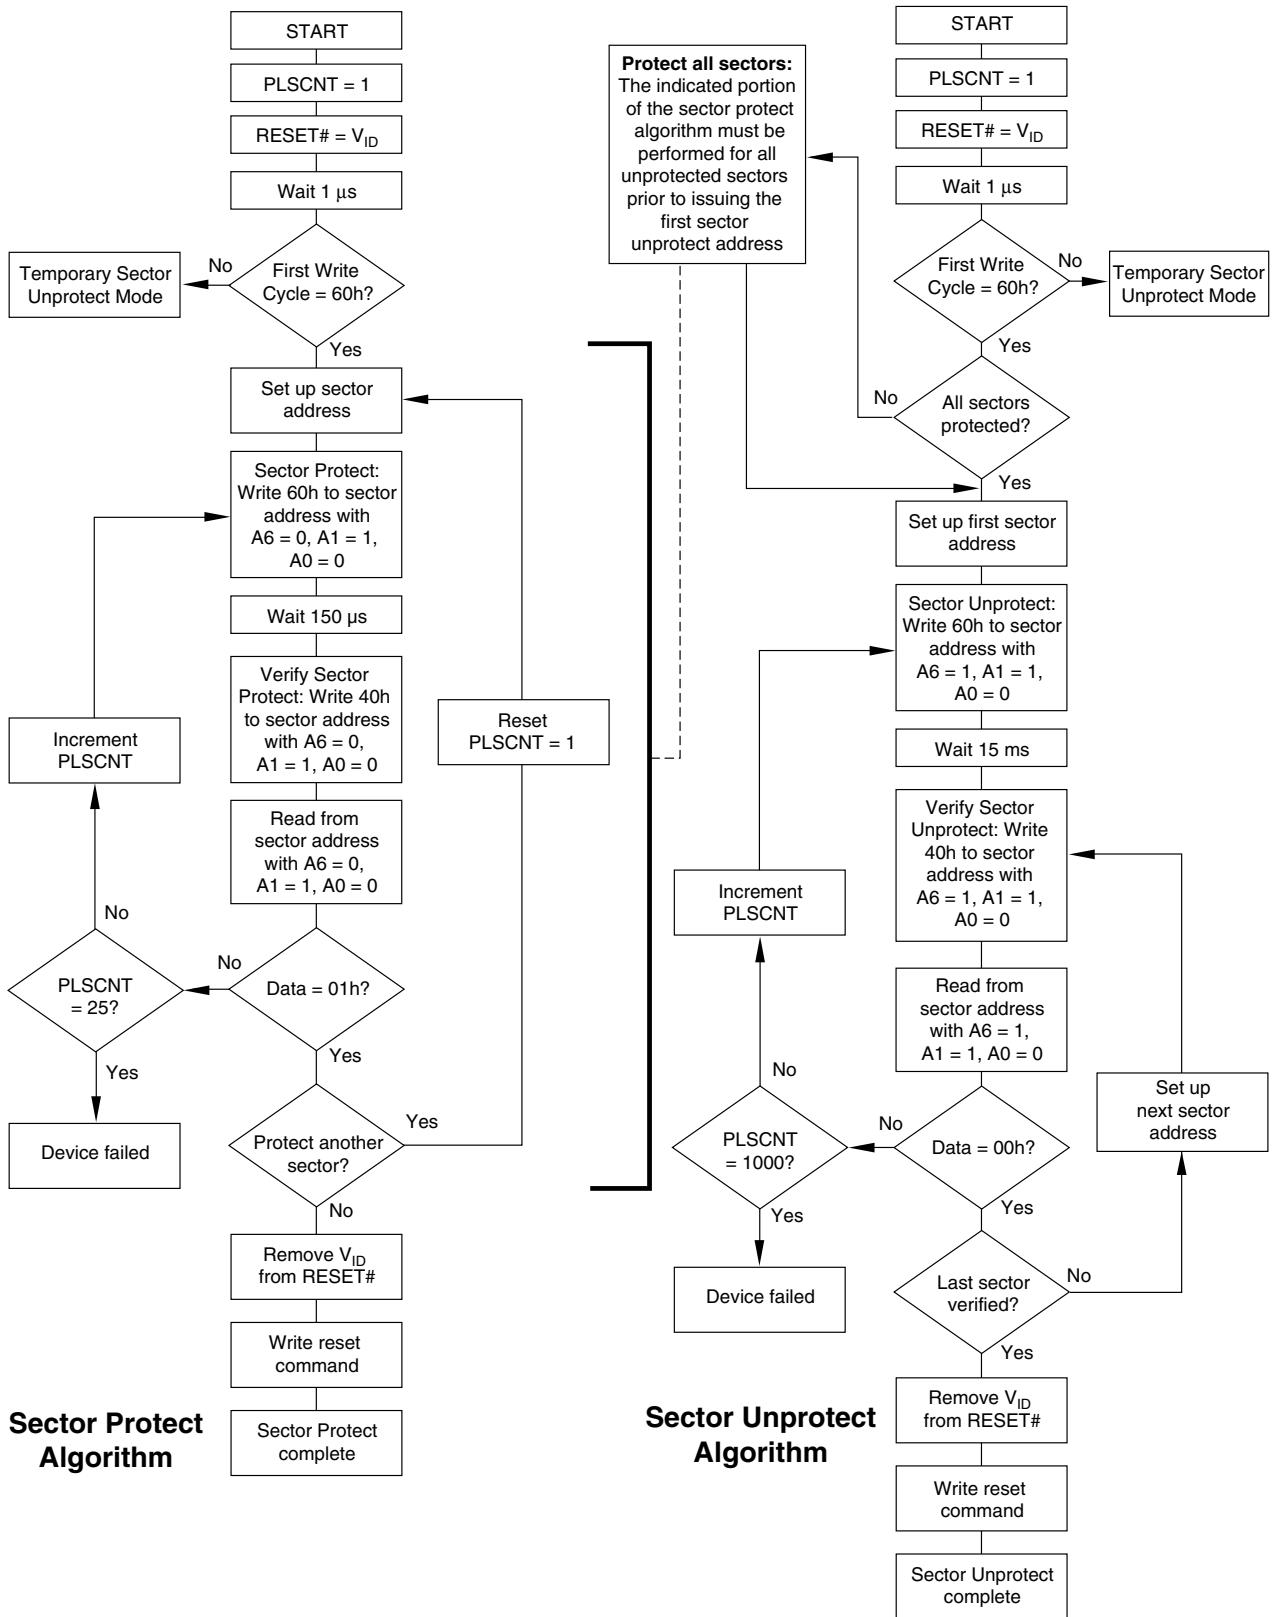 START
PLSCNT = 1
RESET# = VID
Wait 1 μs
First Write
Cycle = 60h?
No
Temporary Sector
Unprotect Mode
Yes
Set up sector
address
Sector Protect:
Write 60h to sector
address with
A6 = 0, A1 = 1,
A0 = 0
Wait 150 µs
Verify Sector
Protect: Write 40h
to sector address
with A6 = 0,
A1 = 1, A0 = 0
Increment
PLSCNT
Reset
PLSCNT = 1
Read from
sector address
with A6 = 0,
A1 = 1, A0 = 0
No
PLSCNT
= 25?
No
Data = 01h?
Yes
Yes
Device failed
Protect another
sector?
Yes
No
Remove VID
from RESET#
Write reset
command
Sector Protect
complete
Sector Protect
Algorithm
Protect all sectors:
The indicated portion
of the sector protect
algorithm must be
performed for all
unprotected sectors
prior to issuing the
first sector
unprotect address
START
PLSCNT = 1
RESET# = VID
Wait 1 μs
First Write
Cycle = 60h?
No
Temporary Sector
Unprotect Mode
Yes
No
All sectors
protected?
Yes
Set up first sector
address
Sector Unprotect:
Write 60h to sector
address with
A6 = 1, A1 = 1,
A0 = 0
Wait 15 ms
Verify Sector
Unprotect: Write
40h to sector
address with
A6 = 1, A1 = 1,
A0 = 0
Increment
PLSCNT
Read from
sector address
with A6 = 1,
A1 = 1, A0 = 0
No
Set up
next sector
address
PLSCNT
= 1000?
No
Data = 00h?
Yes
Yes
Device failed
Last sector
verified?
No
Yes
Remove VID
from RESET#
Write reset
command
Sector Unprotect
complete
Sector Unprotect
Algorithm